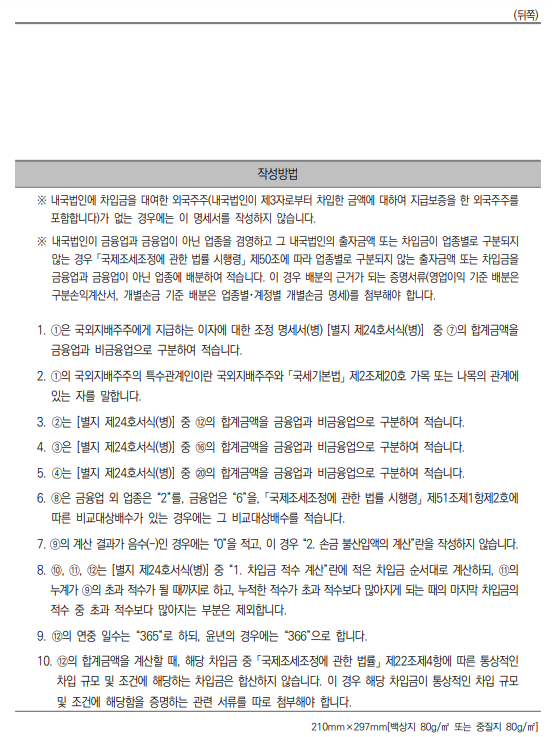 (뒤쪽)
작성방법
※ 내국법인에 차입금을 대여한 외국주주(내국법인이 제3자로부터 차입한 금액에 대하여 지급보증을 한 외국주주를
포함합니다)가 없는 경우에는 이 명세서를 작성하지 않습니다.
※ 내국법인이 금융업과 금융업이 아닌 업종을 겸영하고 그 내국법인의 출자금액 또는 차입금이 업종별로 구분되지
않는 경우「국제조세조정에 관한 법률 시행령」제50조에 따라 업종별로 구분되지 않는 출자금액 또는 차입금을
금융업과 금융업이 아닌 업종에 배분하여 적습니다. 이 경우 배분의 근거가 되는 증명서류(영업이익 기준 배분은
구분손익계산서, 개별손금 기준 배분은 업종별·계정별 개별손금 명세)를 첨부해야 합니다.
1. ①은 국외지배주주에게 지급하는 이자에 대한 조정 명세서(병) [별지 제24호서식(병)] 중 ⑦의 합계금액을
금융업과 비금융업으로 구분하여 적습니다.
2. ①의 국외지배주주의 특수관계인이란 국외지배주주와「국세기본법」제2조제20호 가목 또는 나목의 관계에
있는 자를 말합니다.
3. ②는 [별지 제24호서식(병)] 중 ⑫의 합계금액을 금융업과 비금융업으로 구분하여 적습니다.
4. ③은 [별지 제24호서식(병)] 중 ⑯의 합계금액을 금융업과 비금융업으로 구분하여 적습니다.
5. ④는 [별지 제24호서식(병)] 중 ⑳의 합계금액을 금융업과 비금융업으로 구분하여 적습니다.
6. ⑧은 금융업 외 업종은 "2"를, 금융업은 "6"을,「국제조세조정에 관한 법률 시행령」제51조제1항제2호에
따른 비교대상배수가 있는 경우에는 그 비교대상배수를 적습니다.
7. ⑨의 계산 결과가 음수(-)인 경우에는 "0"을 적고, 이 경우 "2. 손금 불산입액의 계산"란은 작성하지 않습니다.
8. ⑩, ⑪, ⑫는 [별지 제24호서식(병)] 중 "1. 차입금 적수 계산"란에 적은 차입금 순서대로 계산하되, ⑪의
누계가 ⑨의 초과 적수가 될 때까지로 하고, 누적한 적수가 초과 적수보다 많아지게 되는 때의 마지막 차입금의
적수 중 초과 적수보다 많아지는 부분은 제외합니다.
9. ⑫의 연중 일수는 "365"로 하되, 윤년의 경우에는 "366"으로 합니다.
10. ⑫의 합계금액을 계산할 때, 해당 차입금 중「국제조세조정에 관한 법률」제22조제4항에 따른 통상적인
차입 규모 및 조건에 해당하는 차입금은 합산하지 않습니다. 이 경우 해당 차입금이 통상적인 차입 규모
및 조건에 해당함을 증명하는 관련 서류를 따로 첨부해야 합니다.
210mm×297mm[백상지 80g/㎡ 또는 중질지 80g/㎡]